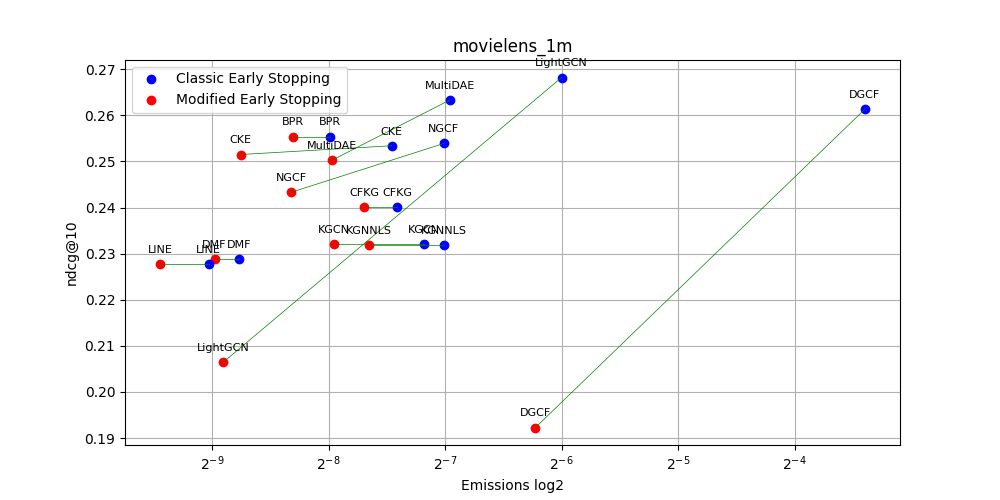 movielens_1m
Classic Early Stopping
Modified Early Stopping
LightGCN
MultiDAE
DGCF
BPR
BPR
CKE
NGCF
CKE
MultiDAE
NGCF
CFKG
CFKG
KGCN
KGNNLS
KGCN
KGNNLS
LINE
DMF
LINE
DMF
LightGCN
DGCF
0.27
0.26
0.25
0.24
0.23
0.22
0.21
0.20
0.19
ndcg@10
2⁻⁹
2⁻⁸
2⁻⁷
2⁻⁶
2⁻⁵
2⁻⁴
Emissions log2